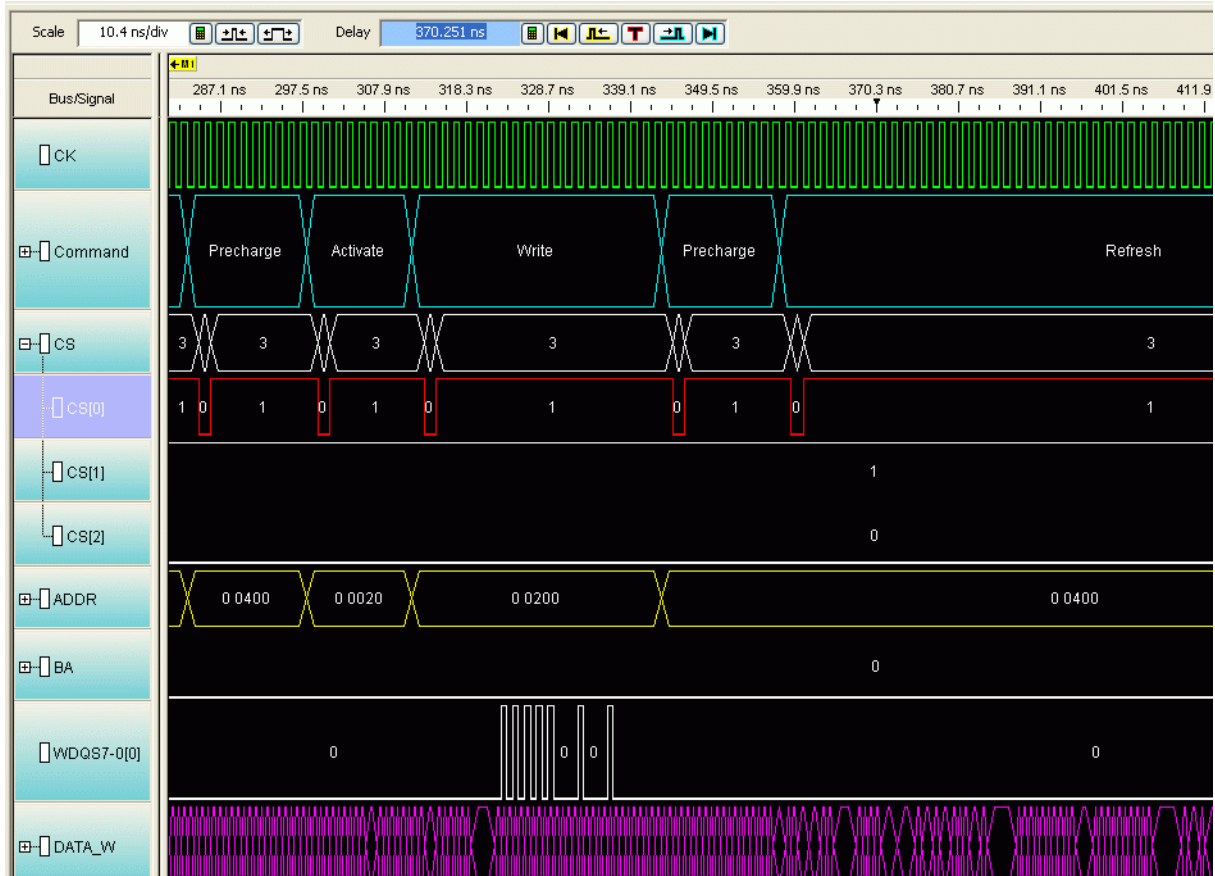 Scale 10.4 ns/div Delay 370.251 ns T
M1
Bus/Signal 287.1 ns 297.5 ns 307.9 ns 318.3 ns 328.7 ns 339.1 ns 349.5 ns 359.9 ns 370.3 ns 380.7 ns 391.1 ns 401.5 ns 411.9
CK
Command Precharge Activate Write Precharge Refresh
CS 3 3 3 3 3 3
CS[0] 1 0 1 0 1 0 1 0 1 0 1
CS[1] 1
CS[2] 0
ADDR 0 0400 0 0020 0 0200 0 0400
BA 0
WDQS7-0[0] 0 0 0 0
DATA_W